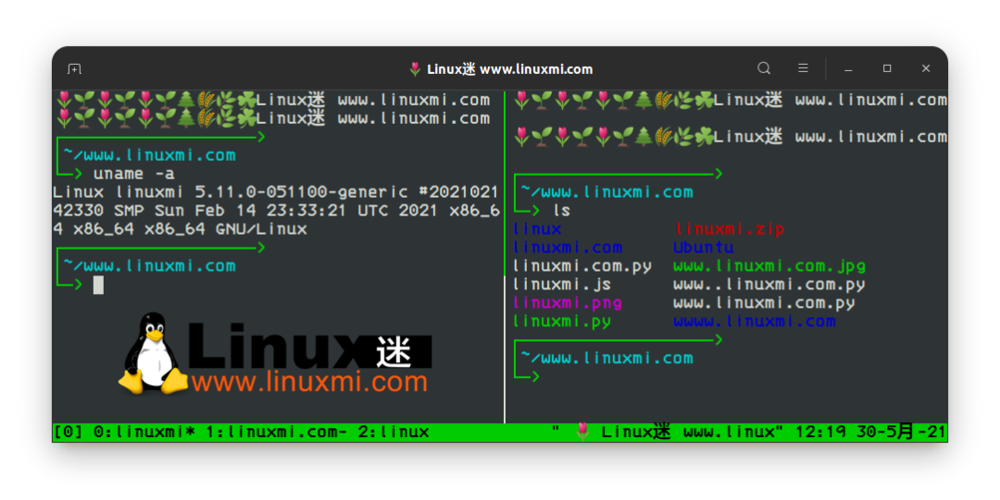 Linux迷 www.linuxmi.com
Linux迷 www.linuxmi.com
Linux迷 www.linuxmi.com
~/www.linuxmi.com
> uname -a
Linux linuxmi 5.11.0-051100-generic #2021021
42330 SMP Sun Feb 14 23:33:21 UTC 2021 x86_6
4 x86_64 x86_64 GNU/Linux
~/www.linuxmi.com
>
Linux迷
www.linuxmi.com
Linux迷 www.linuxmi.com
Linux迷 www.linuxmi.com
~/www.linuxmi.com
> ls
linux linuxmi.zip
linuxmi.com Ubuntu
linuxmi.com.py www.linuxmi.com.jpg
linuxmi.js www..linuxmi.com.py
linuxmi.png www.linuxmi.com.py
linuxmi.py wwww.linuxmi.com
~/www.linuxmi.com
>
[0] 0:linuxmi* 1:linuxmi.com- 2:linux " 🌷 Linux迷 www.linux" 12:19 30-5月-21